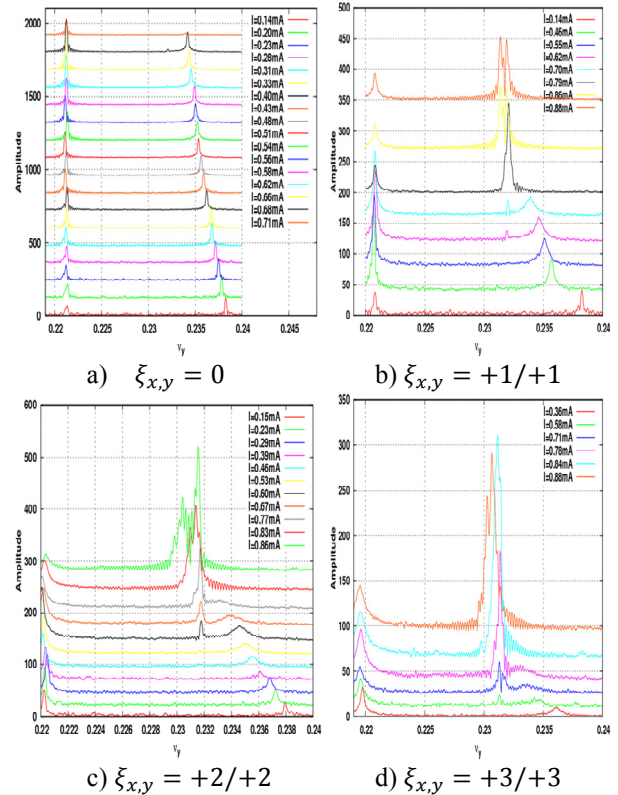 2000
1500
1000
500
0
Amplitude
I=0.14mA
I=0.20mA
I=0.23mA
I=0.28mA
I=0.31mA
I=0.33mA
I=0.40mA
I=0.43mA
I=0.48mA
I=0.51mA
I=0.54mA
I=0.56mA
I=0.58mA
I=0.62mA
I=0.66mA
I=0.68mA
I=0.71mA
0.22 0.225 0.23 0.235 0.24 0.245
νy
a) ξx,y = 0
500
450
400
350
300
250
200
150
100
50
0
Amplitude
I=0.14mA
I=0.46mA
I=0.55mA
I=0.62mA
I=0.70mA
I=0.79mA
I=0.86mA
I=0.88mA
0.22 0.225 0.23 0.235 0.24
νy
b) ξx,y = +1/+1
600
500
400
300
200
100
0
Amplitude
I=0.15mA
I=0.23mA
I=0.29mA
I=0.39mA
I=0.46mA
I=0.53mA
I=0.60mA
I=0.67mA
I=0.77mA
I=0.83mA
I=0.86mA
0.22 0.222 0.224 0.226 0.228 0.23 0.232 0.234 0.236 0.238 0.24
νy
c) ξx,y = +2/+2
350
300
250
200
150
100
50
0
Amplitude
I=0.36mA
I=0.58mA
I=0.71mA
I=0.78mA
I=0.84mA
I=0.88mA
0.22 0.225 0.23 0.235 0.24
νy
d) ξx,y = +3/+3